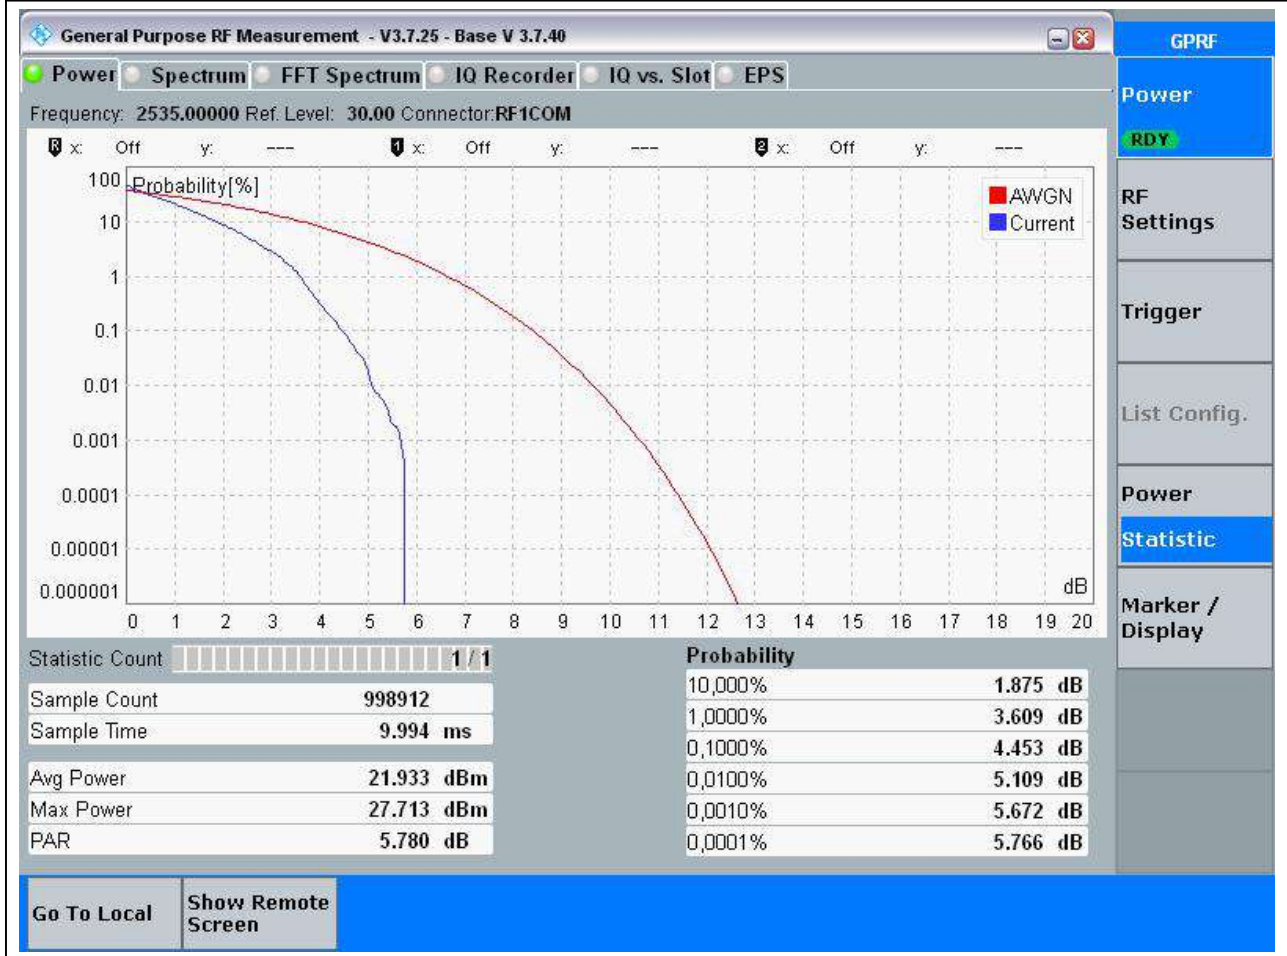 General Purpose RF Measurement - V3.7.25 - Base V 3.7.40
GPRF
Power Spectrum FFT Spectrum IQ Recorder IQ vs. Slot EPS
Frequency: 2535.00000 Ref. Level: 30.00 Connector:RF1COM
R x: Off y: --- 1 x: Off y: --- 2 x: Off y: ---
Probability[%]
AWGN
Current
100
10
1
0.1
0.01
0.001
0.0001
0.00001
0.000001
dB
0 1 2 3 4 5 6 7 8 9 10 11 12 13 14 15 16 17 18 19 20
Statistic Count 1 / 1
Sample Count 998912
Sample Time 9.994 ms
Avg Power 21.933 dBm
Max Power 27.713 dBm
PAR 5.780 dB
Probability
10,000% 1.875 dB
1,0000% 3.609 dB
0,1000% 4.453 dB
0,0100% 5.109 dB
0,0010% 5.672 dB
0,0001% 5.766 dB
Power
RDY
RF
Settings
Trigger
List Config.
Power
Statistic
Marker /
Display
Go To Local
Show Remote
Screen